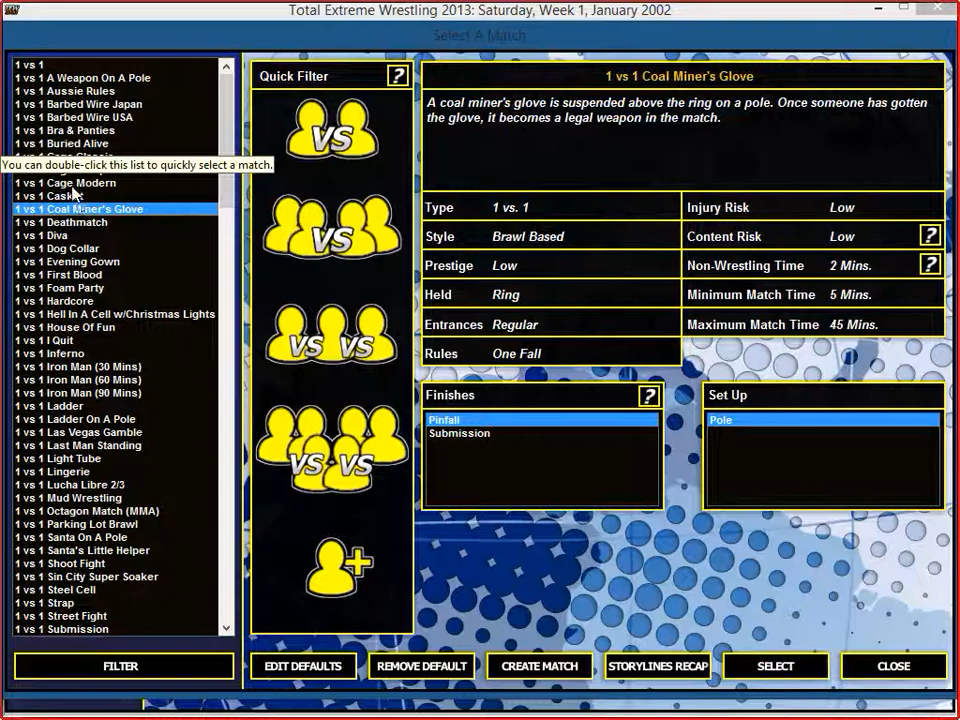 Total Extreme Wrestling 2013: Saturday, Week 1, January 2002
Select A Match
1 vs 1
1 vs 1 A Weapon On A Pole
1 vs 1 Aussie Rules
1 vs 1 Barbed Wire Japan
1 vs 1 Barbed Wire USA
1 vs 1 Bra & Panties
1 vs 1 Buried Alive
You can double-click this list to quickly select a match.
1 vs 1 Cage Modern
1 vs 1 Casket
1 vs 1 Coal Miner's Glove
1 vs 1 Deathmatch
1 vs 1 Diva
1 vs 1 Dog Collar
1 vs 1 Evening Gown
1 vs 1 First Blood
1 vs 1 Foam Party
1 vs 1 Hardcore
1 vs 1 Hell In A Cell w/Christmas Lights
1 vs 1 House Of Fun
1 vs 1 I Quit
1 vs 1 Inferno
1 vs 1 Iron Man (30 Mins)
1 vs 1 Iron Man (60 Mins)
1 vs 1 Iron Man (90 Mins)
1 vs 1 Ladder
1 vs 1 Ladder On A Pole
1 vs 1 Las Vegas Gamble
1 vs 1 Last Man Standing
1 vs 1 Light Tube
1 vs 1 Lingerie
1 vs 1 Lucha Libre 2/3
1 vs 1 Mud Wrestling
1 vs 1 Octagon Match (MMA)
1 vs 1 Parking Lot Brawl
1 vs 1 Santa On A Pole
1 vs 1 Santa's Little Helper
1 vs 1 Shoot Fight
1 vs 1 Sin City Super Soaker
1 vs 1 Steel Cell
1 vs 1 Strap
1 vs 1 Street Fight
1 vs 1 Submission
FILTER
Quick Filter ?
VS
VS
VS VS
VS VS
1 vs 1 Coal Miner's Glove
A coal miner's glove is suspended above the ring on a pole. Once someone has gotten
the glove, it becomes a legal weapon in the match.
Type 1 vs. 1
Style Brawl Based
Prestige Low
Held Ring
Entrances Regular
Rules One Fall
Injury Risk Low
Content Risk Low ?
Non-Wrestling Time 2 Mins. ?
Minimum Match Time 5 Mins.
Maximum Match Time 45 Mins.
Finishes ?
Pinfall
Submission
Set Up
Pole
EDIT DEFAULTS
REMOVE DEFAULT
CREATE MATCH
STORYLINES RECAP
SELECT
CLOSE